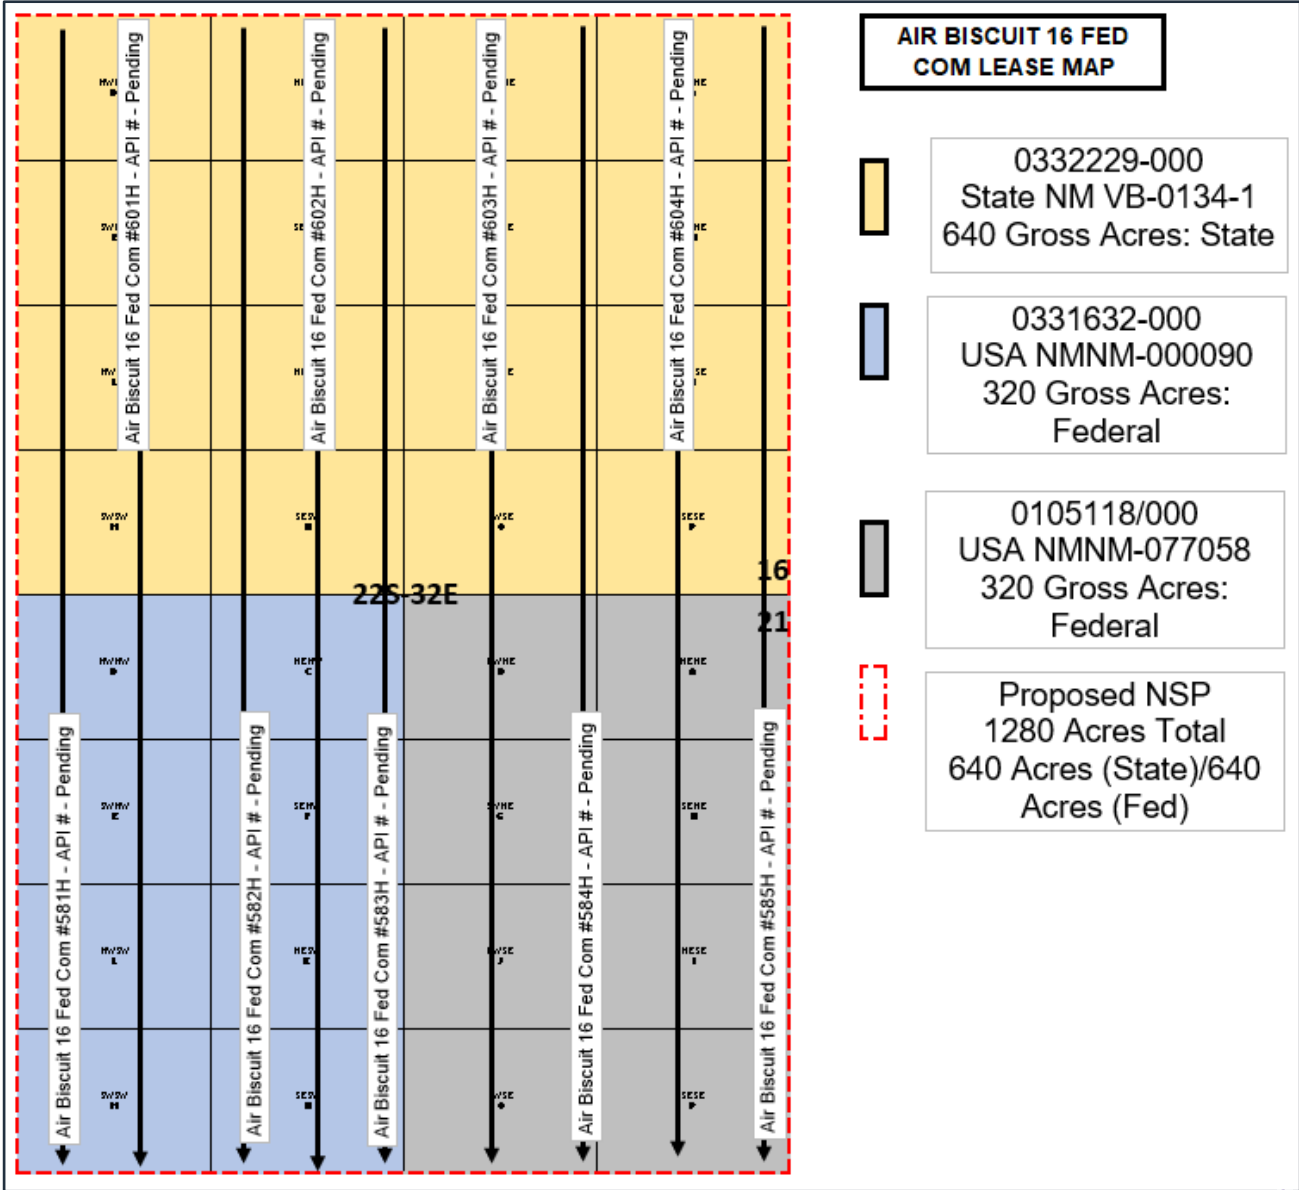 AIR BISCUIT 16 FED
COM LEASE MAP
0332229-000
State NM VB-0134-1
640 Gross Acres: State
0331632-000
USA NMNM-000090
320 Gross Acres:
Federal
0105118/000
USA NMNM-077058
320 Gross Acres:
Federal
Proposed NSP
1280 Acres Total
640 Acres (State)/640
Acres (Fed)
Air Biscuit 16 Fed Com #601H - API # - Pending
Air Biscuit 16 Fed Com #602H - API # - Pending
Air Biscuit 16 Fed Com #603H - API # - Pending
Air Biscuit 16 Fed Com #604H - API # - Pending
SWSW
SESE
P
16
22S-32E
21
C
E
F
G
L
J
I
SWSW
SESE
P
Air Biscuit 16 Fed Com #581H - API # - Pending
Air Biscuit 16 Fed Com #582H - API # - Pending
Air Biscuit 16 Fed Com #583H - API # - Pending
Air Biscuit 16 Fed Com #584H - API # - Pending
Air Biscuit 16 Fed Com #585H - API # - Pending